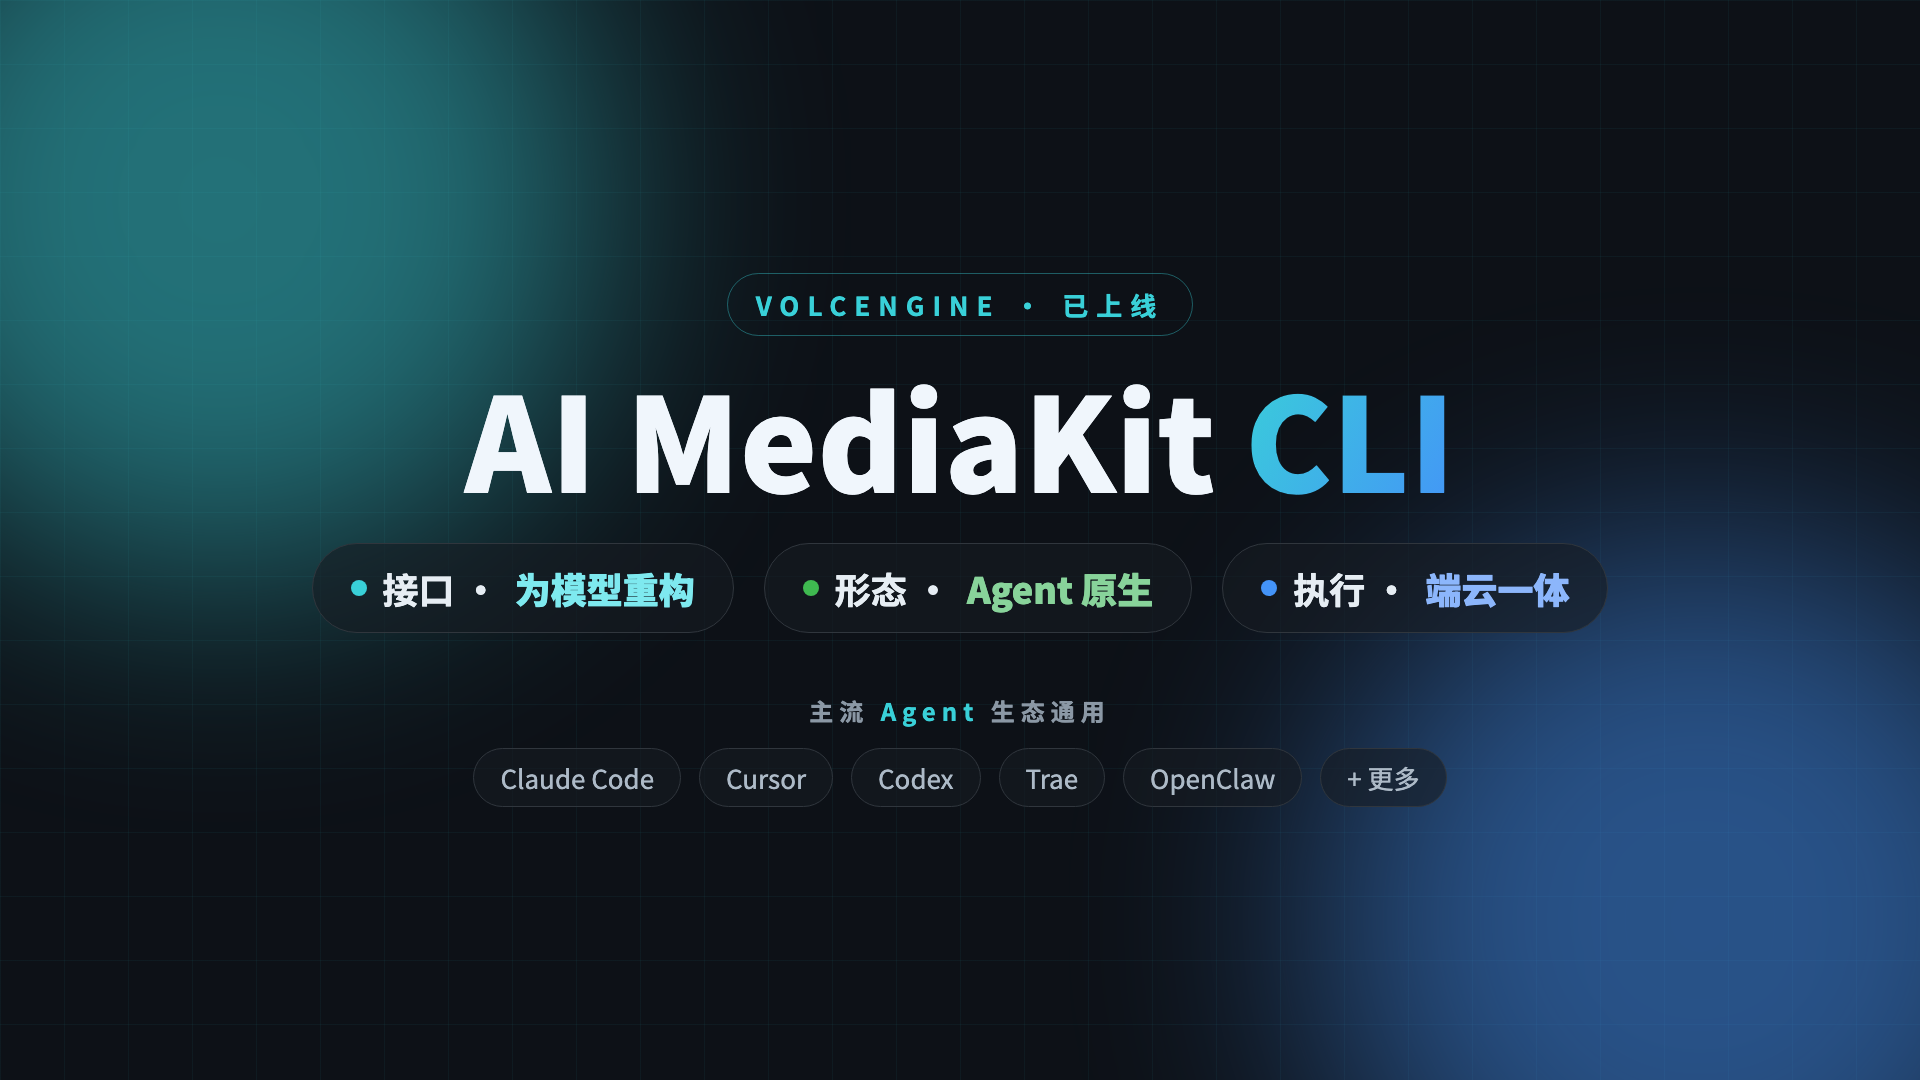 VOLCENGINE · 已上线
AI MediaKit CLI
接口 · 为模型重构
形态 · Agent 原生
执行 · 端云一体
主流 Agent 生态通用
Claude Code
Cursor
Codex
Trae
OpenClaw
+ 更多